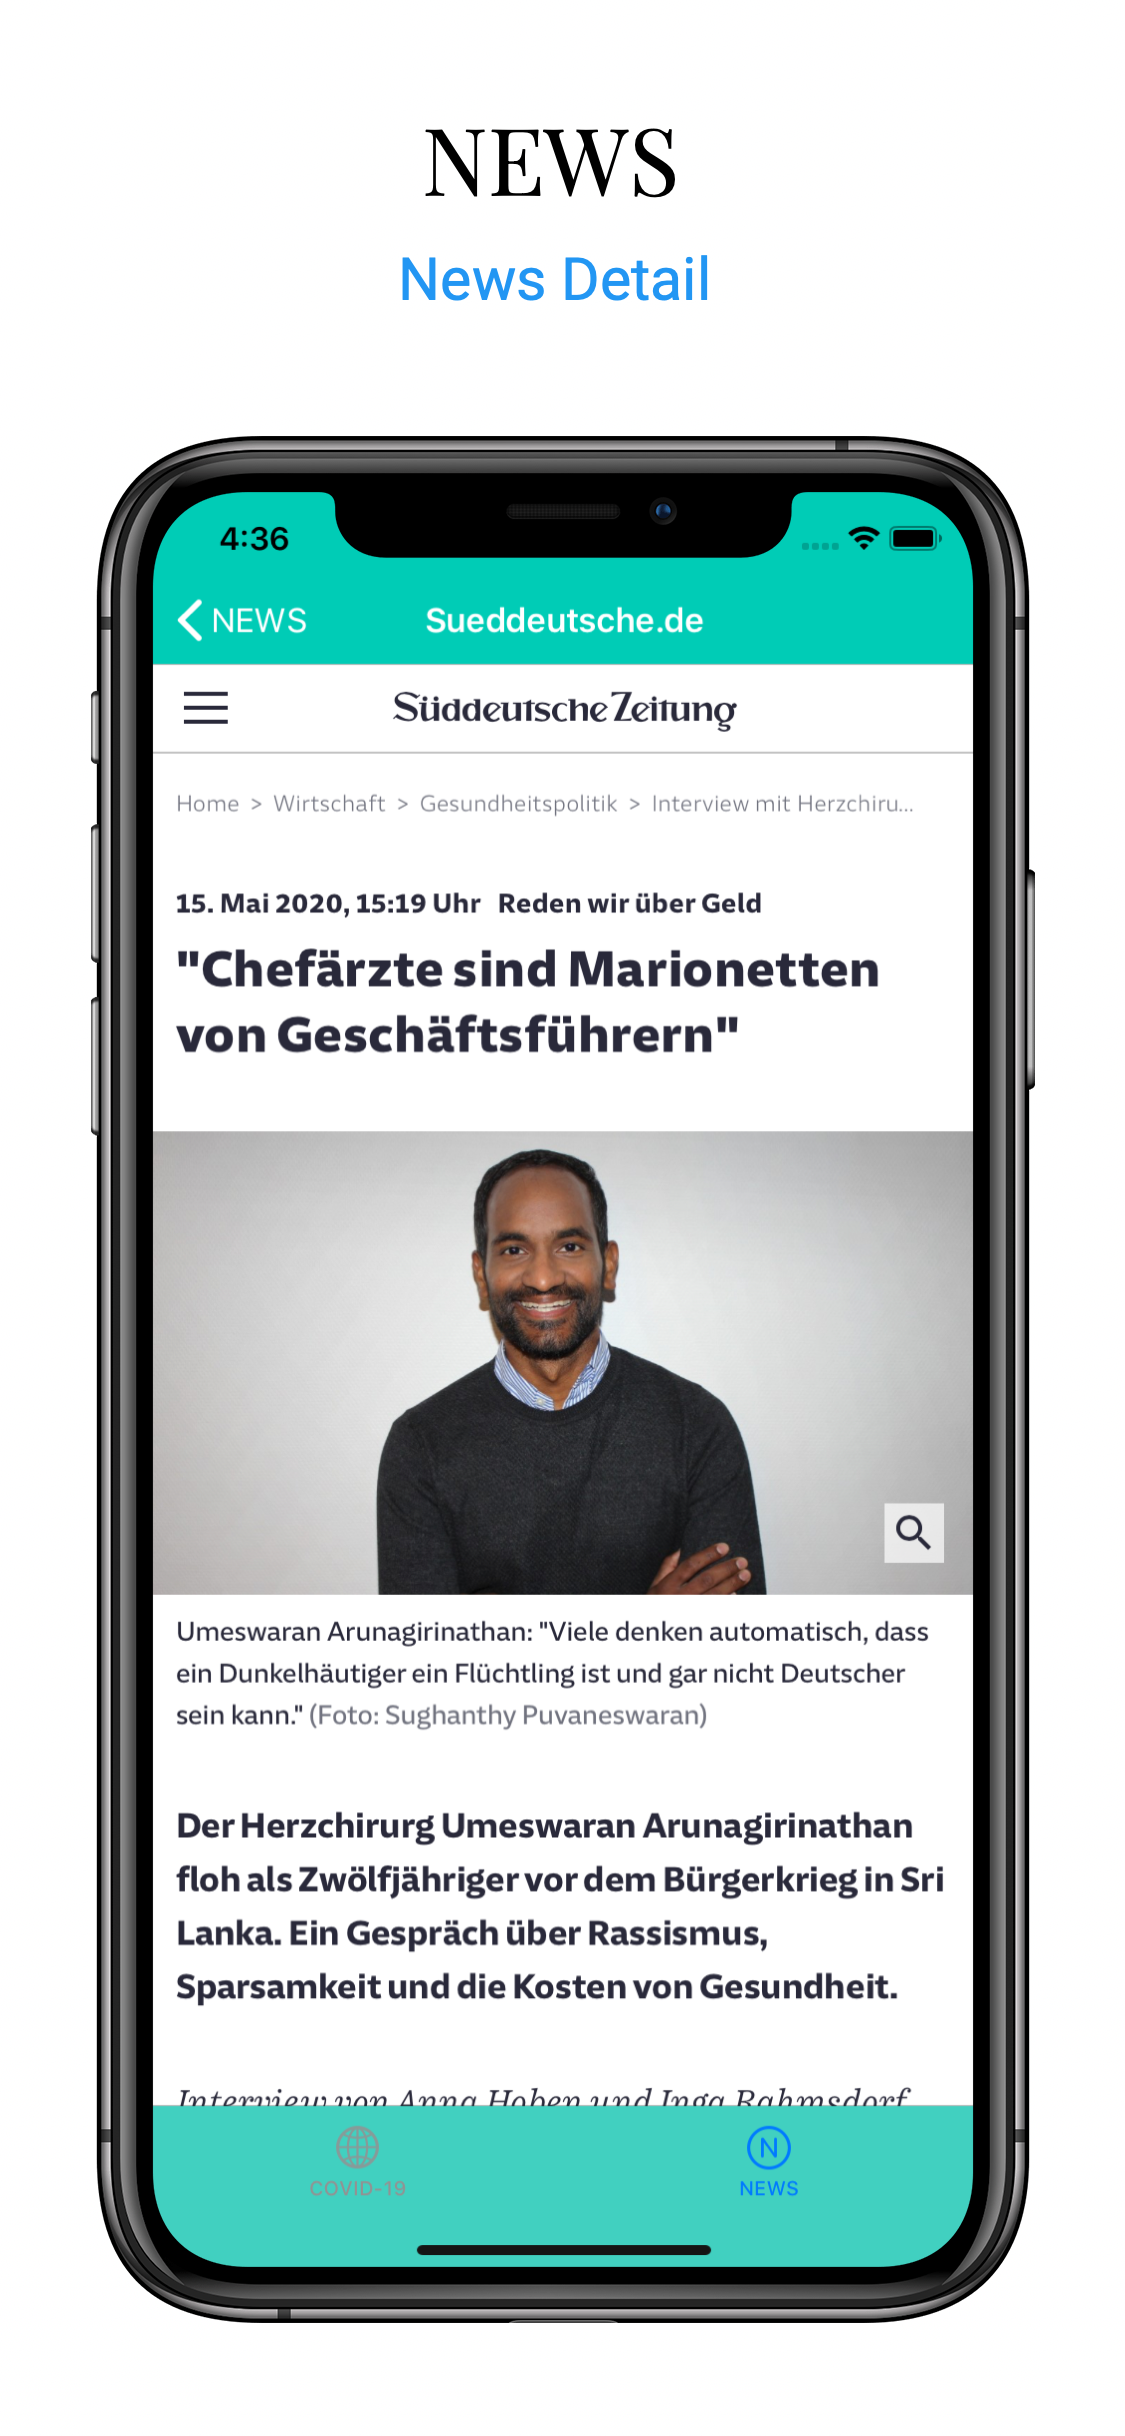 NEWS
News Detail
4:36
NEWS
Sueddeutsche.de
Süddeutsche Zeitung
Home > Wirtschaft > Gesundheitspolitik > Interview mit Herzchiru...
15. Mai 2020, 15:19 Uhr Reden wir über Geld
"Chefärzte sind Marionetten
von Geschäftsführern"
Umeswaran Arunagirinathan: "Viele denken automatisch, dass
ein Dunkelhäutiger ein Flüchtling ist und gar nicht Deutscher
sein kann." (Foto: Sughanthy Puvaneswaran)
Der Herzchirurg Umeswaran Arunagirinathan
floh als Zwölfjähriger vor dem Bürgerkrieg in Sri
Lanka. Ein Gespräch über Rassismus,
Sparsamkeit und die Kosten von Gesundheit.
Interview von Anna Hoben und Inga Rahmsdorf
N
COVID-19
NEWS